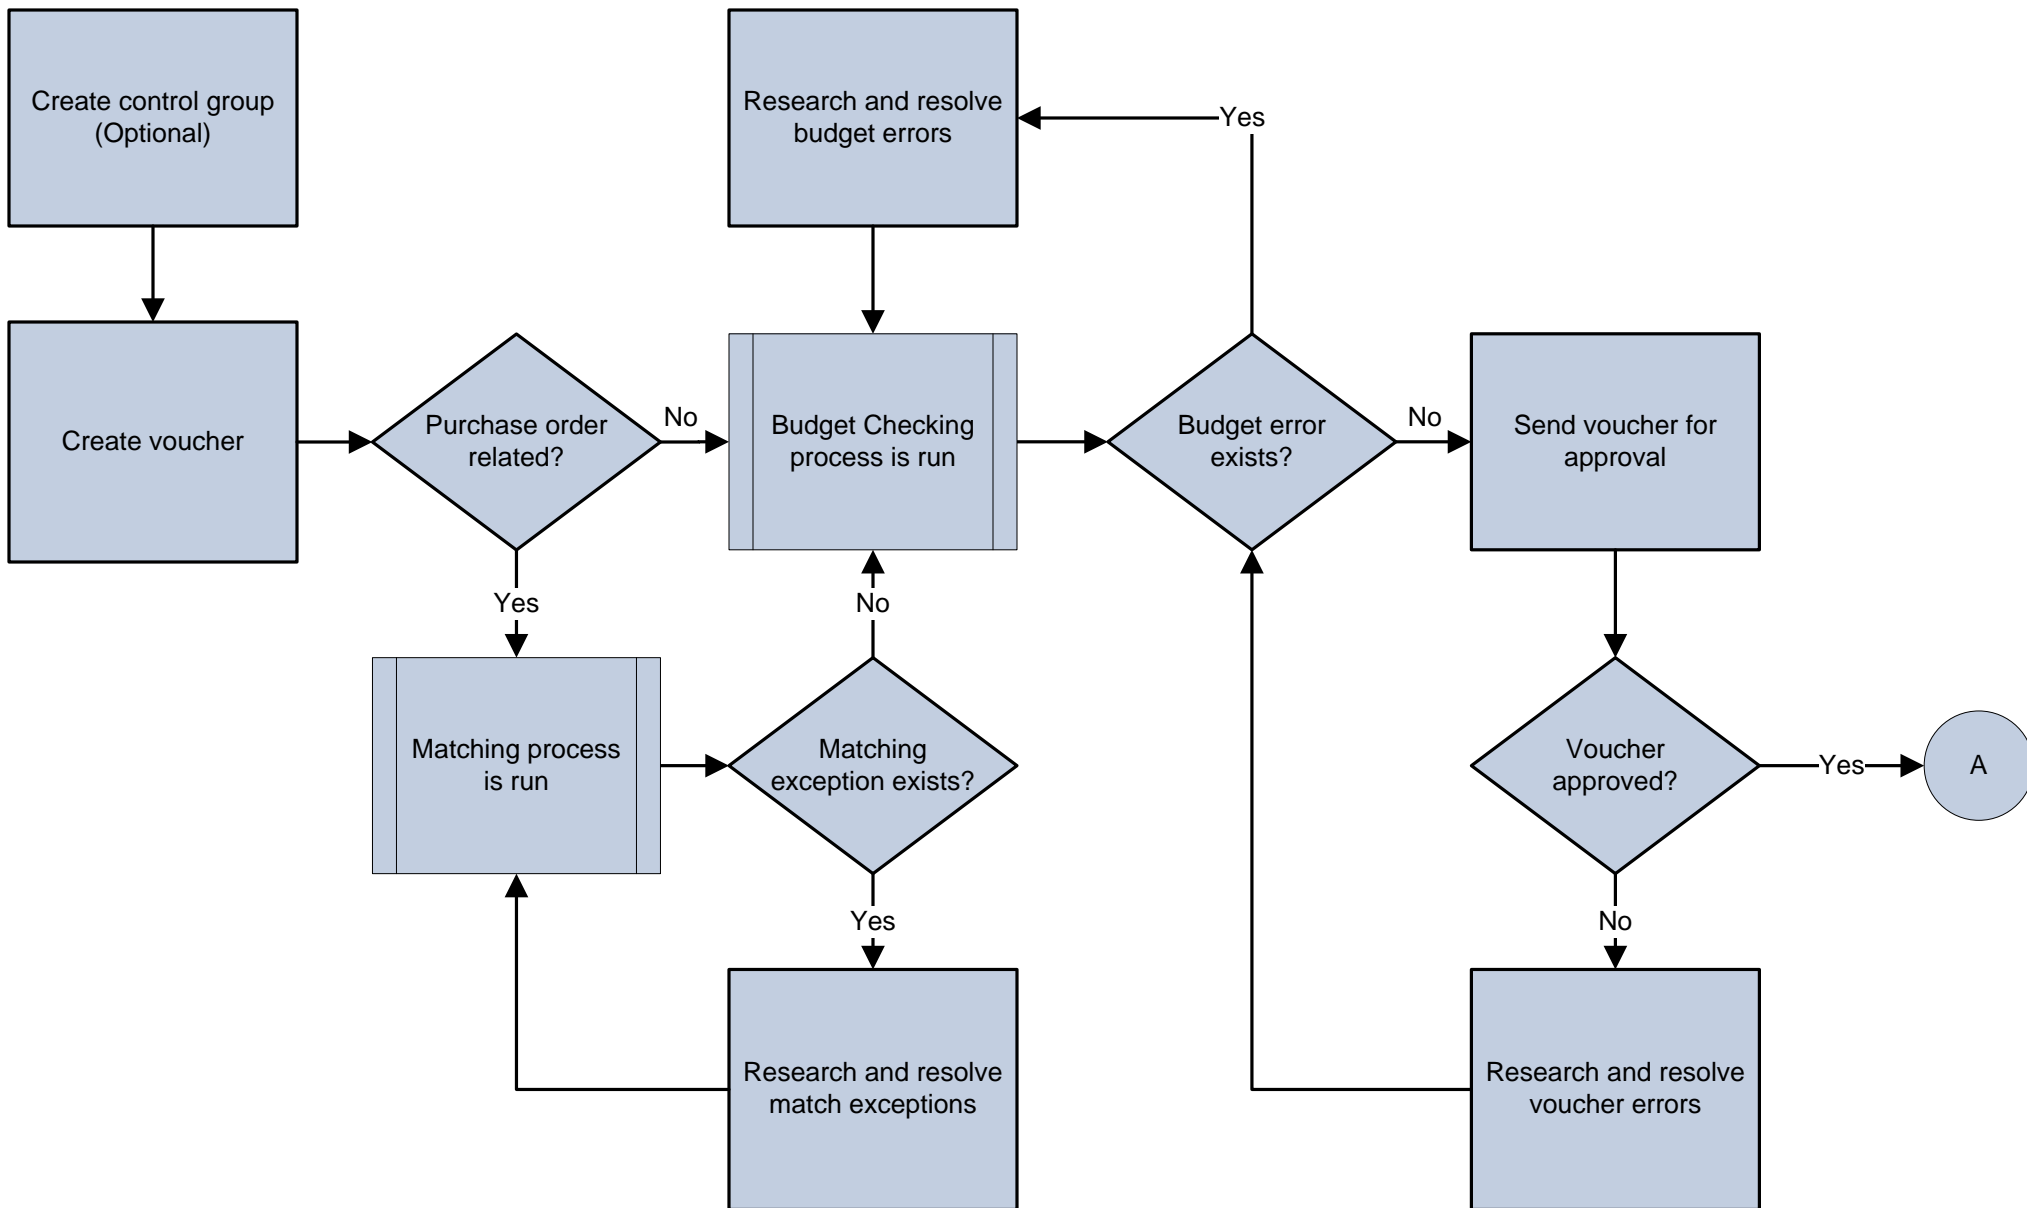 Create control group
(Optional)
Research and resolve
budget errors
Yes
Create voucher
Purchase order
related?
No
Budget Checking
process is run
Budget error
exists?
No
Send voucher for
approval
Yes
No
Matching process
is run
Matching
exception exists?
Voucher
approved?
Yes
A
Yes
No
Research and resolve
match exceptions
Research and resolve
voucher errors